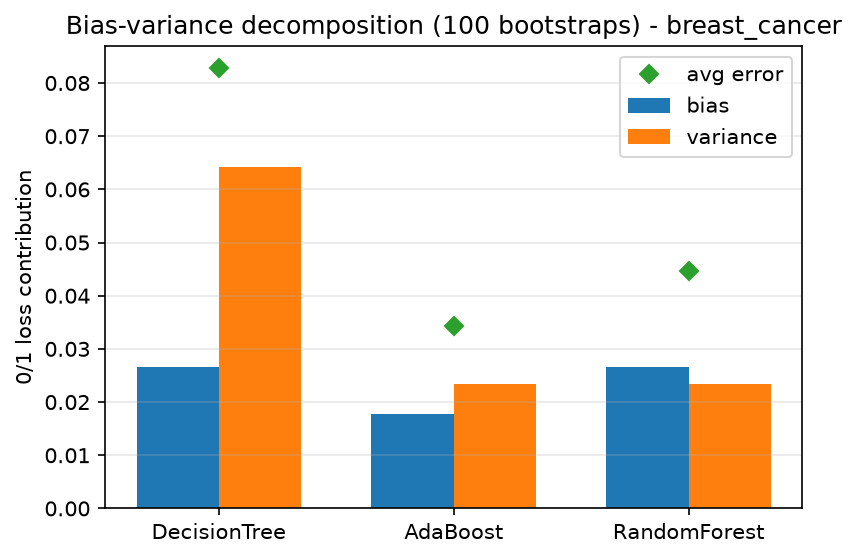 Bias-variance decomposition (100 bootstraps) - breast_cancer
avg error
bias
variance
0/1 loss contribution
0.08
0.07
0.06
0.05
0.04
0.03
0.02
0.01
0.00
DecisionTree
AdaBoost
RandomForest